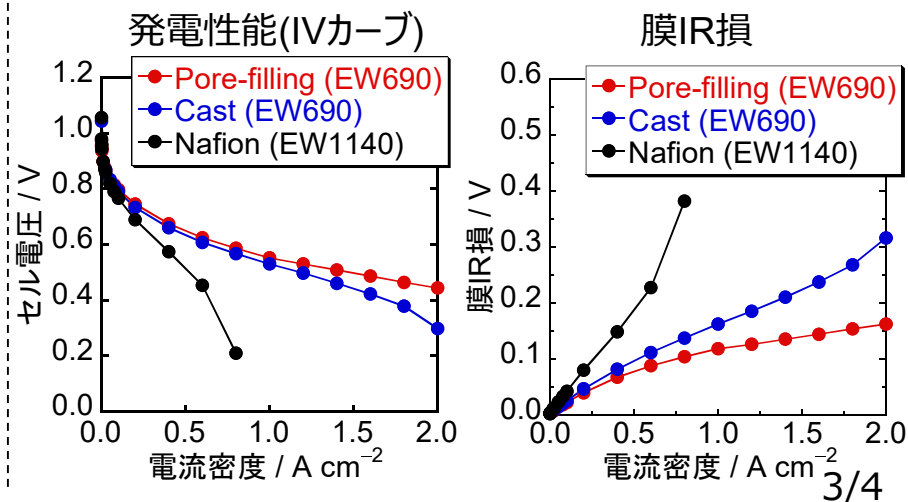 発電性能(IVカーブ)
Pore-filling (EW690)
Cast (EW690)
Nafion (EW1140)
セル電圧 / V
1.2
1.0
0.8
0.6
0.4
0.2
0.0
0.0 0.5 1.0 1.5 2.0
電流密度 / A cm⁻²
膜IR損
Pore-filling (EW690)
Cast (EW690)
Nafion (EW1140)
膜IR損 / V
0.6
0.5
0.4
0.3
0.2
0.1
0.0
0.0 0.5 1.0 1.5 2.0
電流密度 / A cm⁻²
3/4